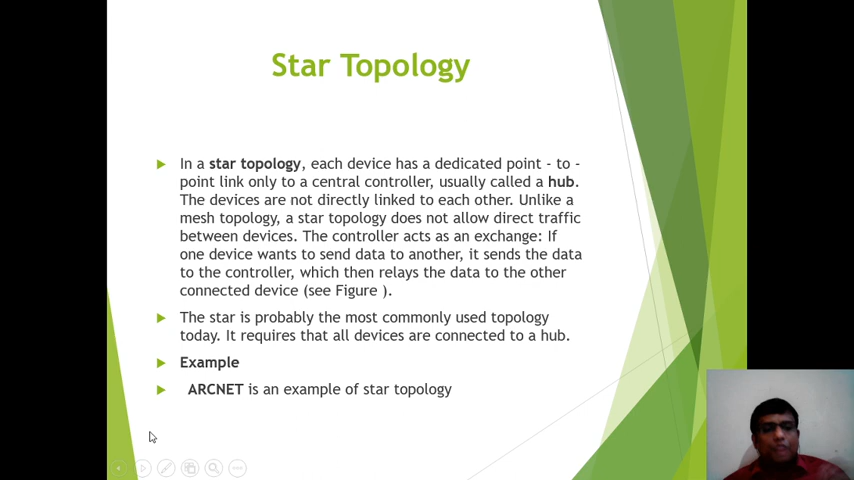 Star Topology
In a star topology, each device has a dedicated point - to -
point link only to a central controller, usually called a hub.
The devices are not directly linked to each other. Unlike a
mesh topology, a star topology does not allow direct traffic
between devices. The controller acts as an exchange: If
one device wants to send data to another, it sends the data
to the controller, which then relays the data to the other
connected device (see Figure ).
The star is probably the most commonly used topology
today. It requires that all devices are connected to a hub.
Example
ARCNET is an example of star topology